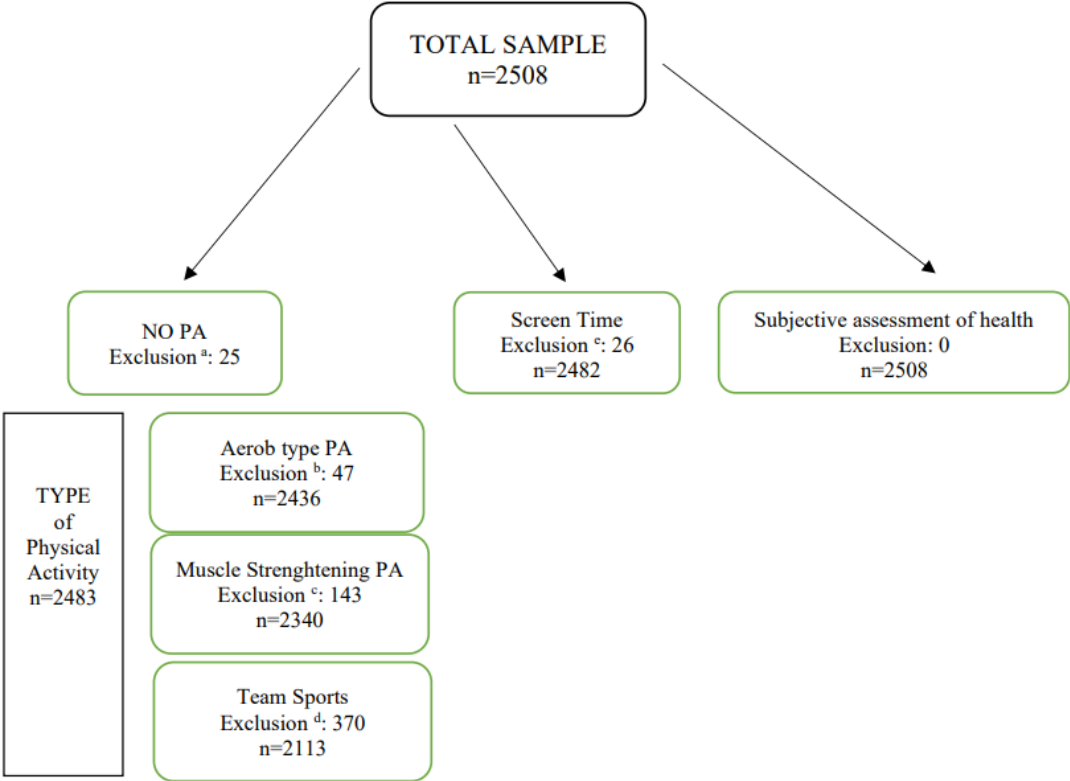 TOTAL SAMPLE
n=2508
NO PA
Exclusion ᵃ: 25
Screen Time
Exclusion ᵉ: 26
n=2482
Subjective assessment of health
Exclusion: 0
n=2508
TYPE
of
Physical
Activity
n=2483
Aerob type PA
Exclusion ᵇ: 47
n=2436
Muscle Strenghtening PA
Exclusion ᶜ: 143
n=2340
Team Sports
Exclusion ᵈ: 370
n=2113